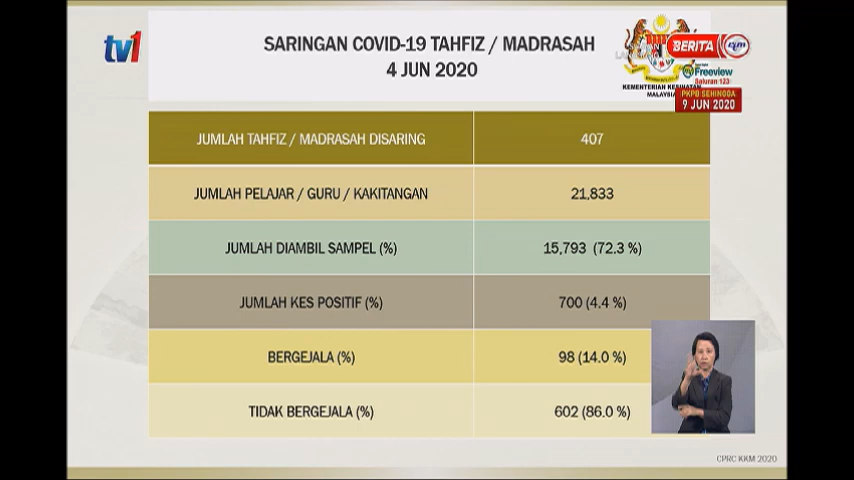 tv1
SARINGAN COVID-19 TAHFIZ / MADRASAH
4 JUN 2020
BERITA rtm
Freeview
Saluran 123
KEMENTERIAN KESIHATAN
MALAYSIA
PKPB SEHINGGA
9 JUN 2020
JUMLAH TAHFIZ / MADRASAH DISARING 407
JUMLAH PELAJAR / GURU / KAKITANGAN 21,833
JUMLAH DIAMBIL SAMPEL (%) 15,793 (72.3 %)
JUMLAH KES POSITIF (%) 700 (4.4 %)
BERGEJALA (%) 98 (14.0 %)
TIDAK BERGEJALA (%) 602 (86.0 %)
CPRC KKM 2020